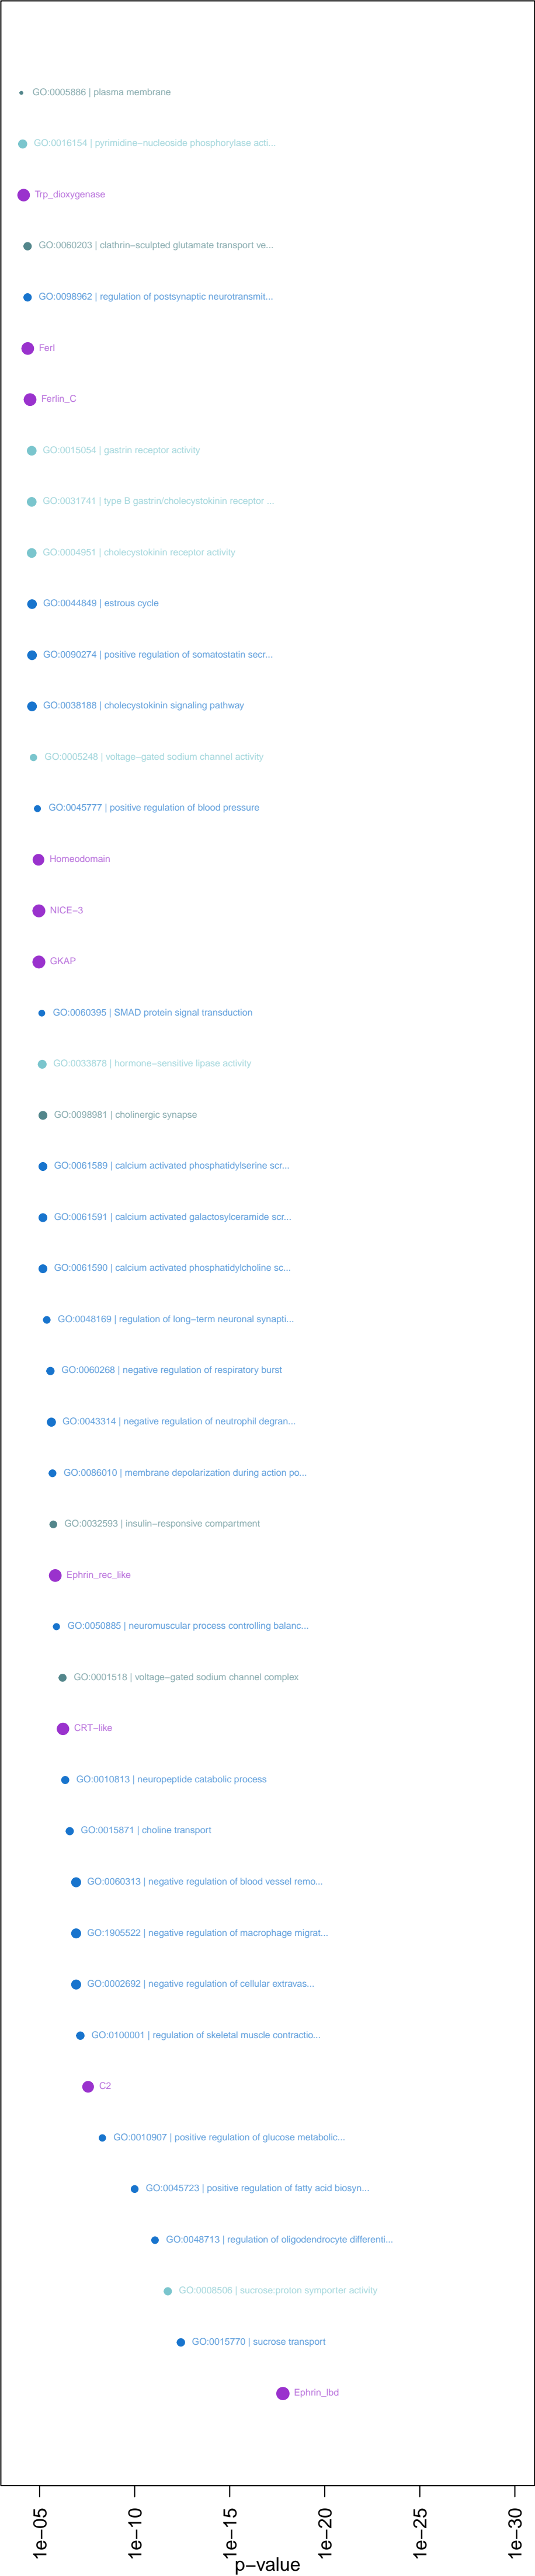 GO:0005886 | plasma membrane
GO:0016154 | pyrimidine−nucleoside phosphorylase acti...
Trp_dioxygenase
GO:0060203 | clathrin−sculpted glutamate transport ve...
GO:0098962 | regulation of postsynaptic neurotransmit...
FerI
Ferlin_C
GO:0015054 | gastrin receptor activity
GO:0031741 | type B gastrin/cholecystokinin receptor ...
GO:0004951 | cholecystokinin receptor activity
GO:0044849 | estrous cycle
GO:0090274 | positive regulation of somatostatin secr...
GO:0038188 | cholecystokinin signaling pathway
GO:0005248 | voltage−gated sodium channel activity
GO:0045777 | positive regulation of blood pressure
Homeodomain
NICE−3
GKAP
GO:0060395 | SMAD protein signal transduction
GO:0033878 | hormone−sensitive lipase activity
GO:0098981 | cholinergic synapse
GO:0061589 | calcium activated phosphatidylserine scr...
GO:0061591 | calcium activated galactosylceramide scr...
GO:0061590 | calcium activated phosphatidylcholine sc...
GO:0048169 | regulation of long−term neuronal synapti...
GO:0060268 | negative regulation of respiratory burst
GO:0043314 | negative regulation of neutrophil degran...
GO:0086010 | membrane depolarization during action po...
GO:0032593 | insulin−responsive compartment
Ephrin_rec_like
GO:0050885 | neuromuscular process controlling balanc...
GO:0001518 | voltage−gated sodium channel complex
CRT−like
GO:0010813 | neuropeptide catabolic process
GO:0015871 | choline transport
GO:0060313 | negative regulation of blood vessel remo...
GO:1905522 | negative regulation of macrophage migrat...
GO:0002692 | negative regulation of cellular extravas...
GO:0100001 | regulation of skeletal muscle contractio...
C2
GO:0010907 | positive regulation of glucose metabolic...
GO:0045723 | positive regulation of fatty acid biosyn...
GO:0048713 | regulation of oligodendrocyte differenti...
GO:0008506 | sucrose:proton symporter activity
GO:0015770 | sucrose transport
Ephrin_lbd
1e−05
1e−10
1e−15
1e−20
1e−25
1e−30
p−value